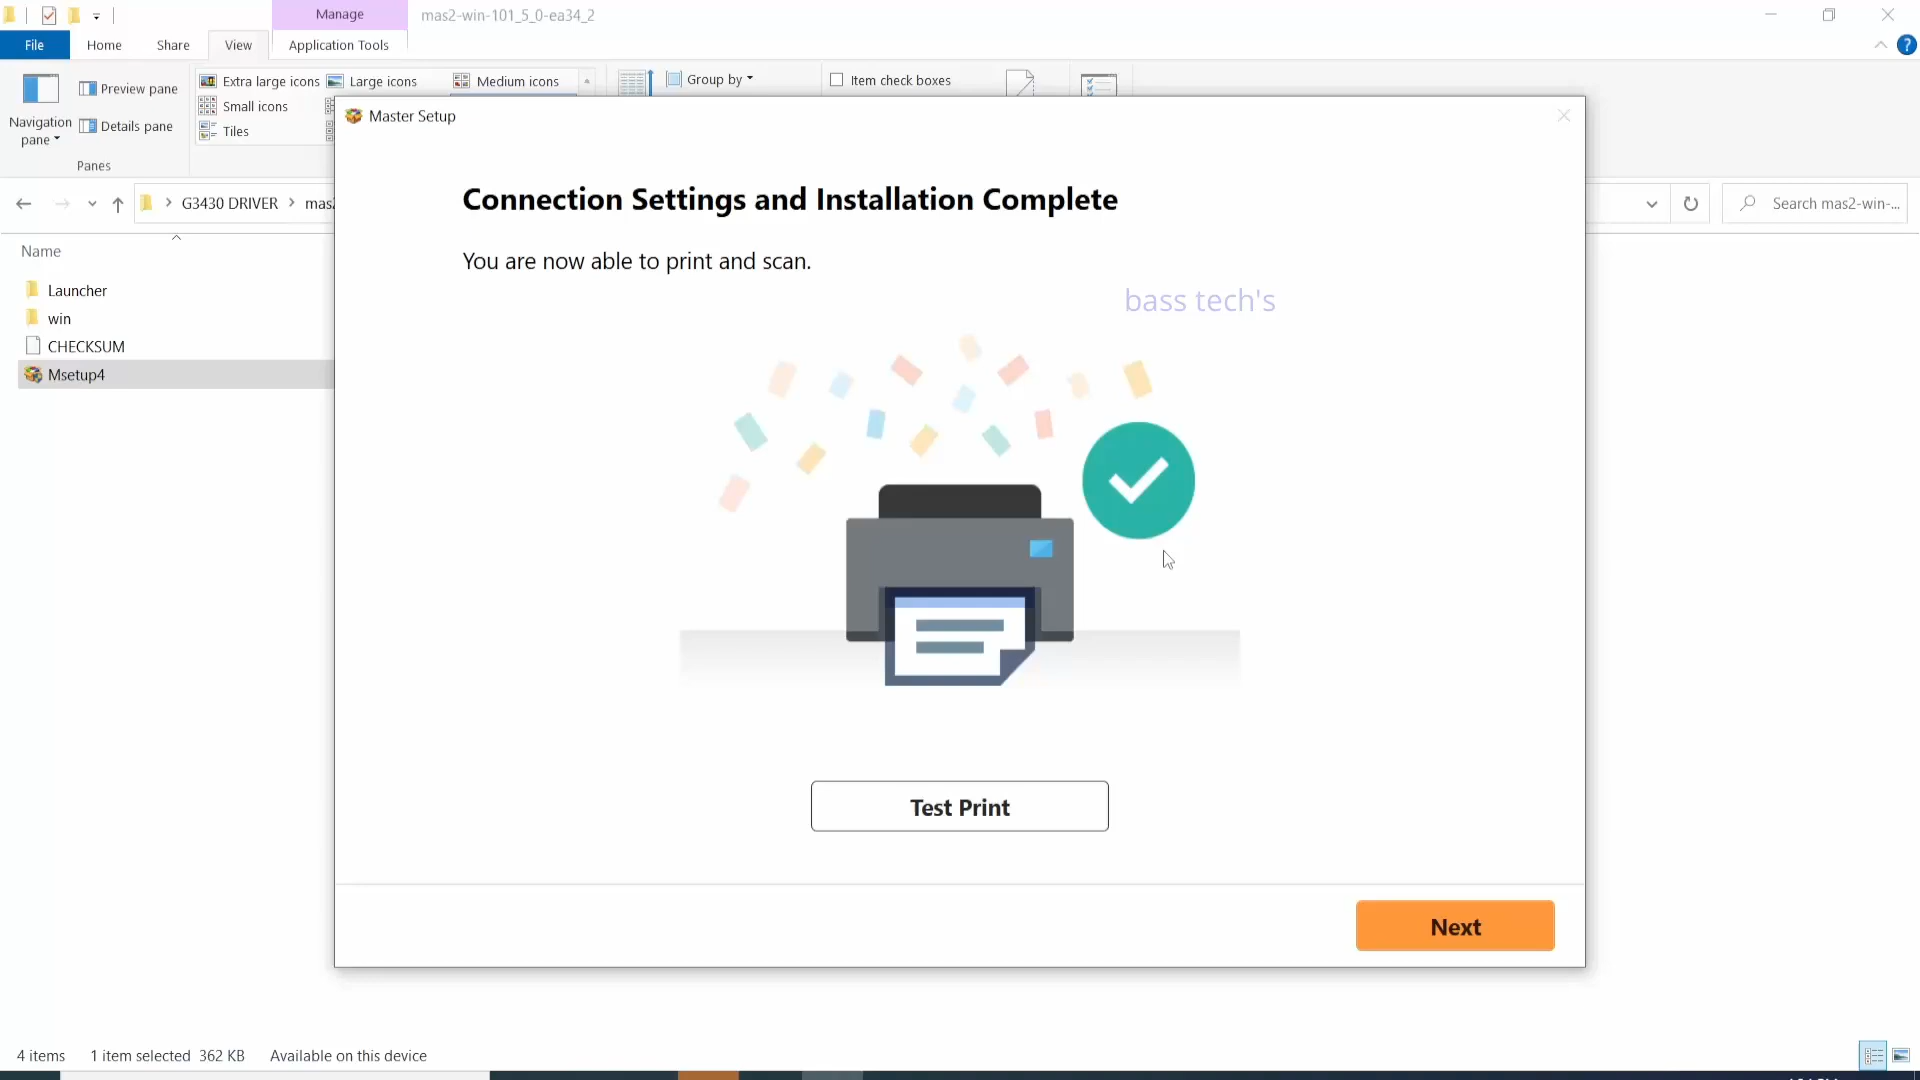 Manage
mas2-win-101_5_0-ea34_2
File
Home
Share
View
Application Tools
Navigation
pane
Preview pane
Details pane
Panes
Extra large icons
Large icons
Medium icons
Small icons
Tiles
Group by
Item check boxes
G3430 DRIVER
Search mas2-win-...
Name
Launcher
win
CHECKSUM
Msetup4
Master Setup
Connection Settings and Installation Complete
You are now able to print and scan.
bass tech's
Test Print
Next
4 items
1 item selected 362 KB
Available on this device